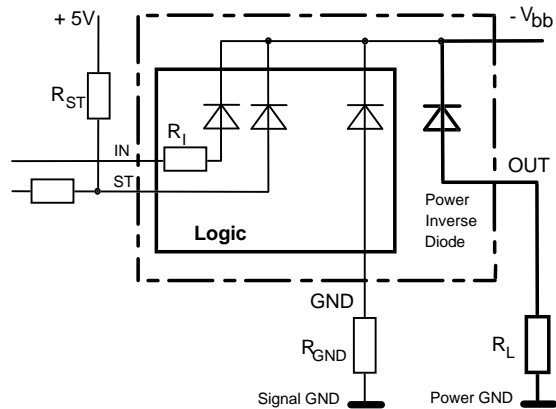 + 5V
- Vbb
RST
IN
RI
ST
OUT
Logic
Power
Inverse
Diode
GND
RGND
RL
Signal GND
Power GND